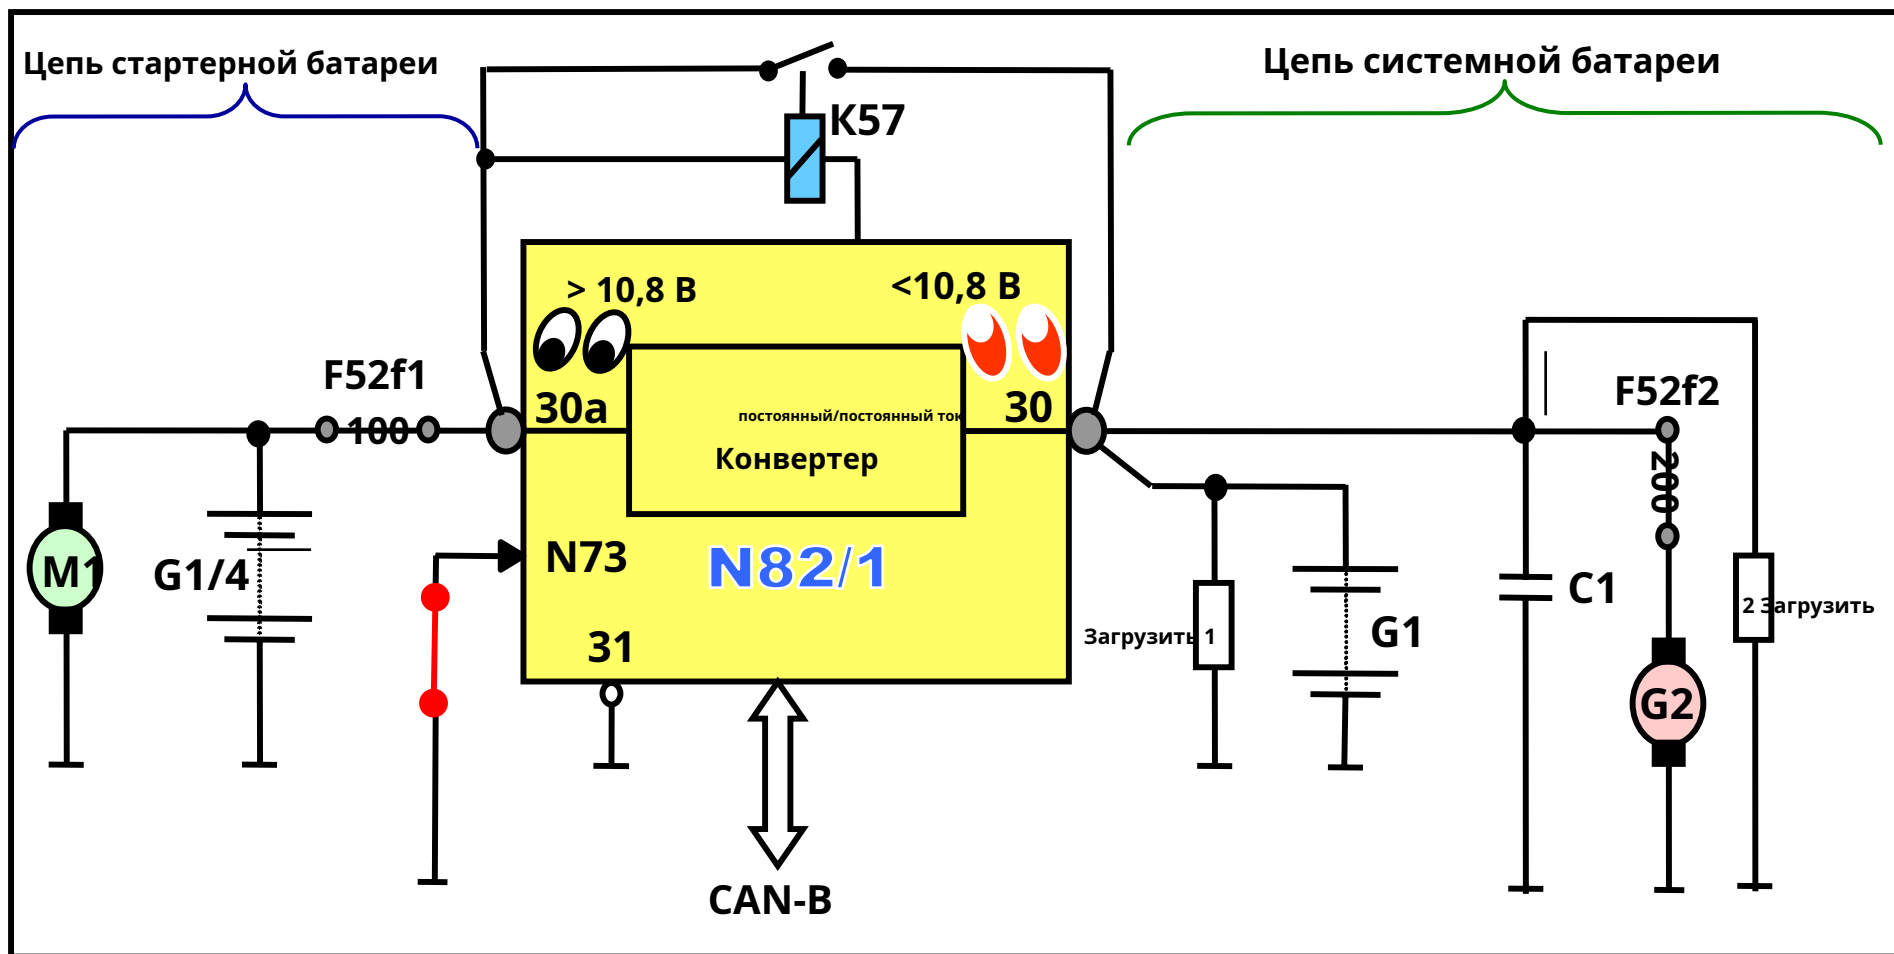 Цепь стартерной батареи
Цепь системной батареи
К57
> 10,8 В
<10,8 В
F52f1
30a
30
F52f2
100
постоянный/постоянный ток
Конвертер
200
M1
G1/4
N73
N82/1
C1
2 Загрузить
Загрузить 1
G1
31
G2
CAN-B